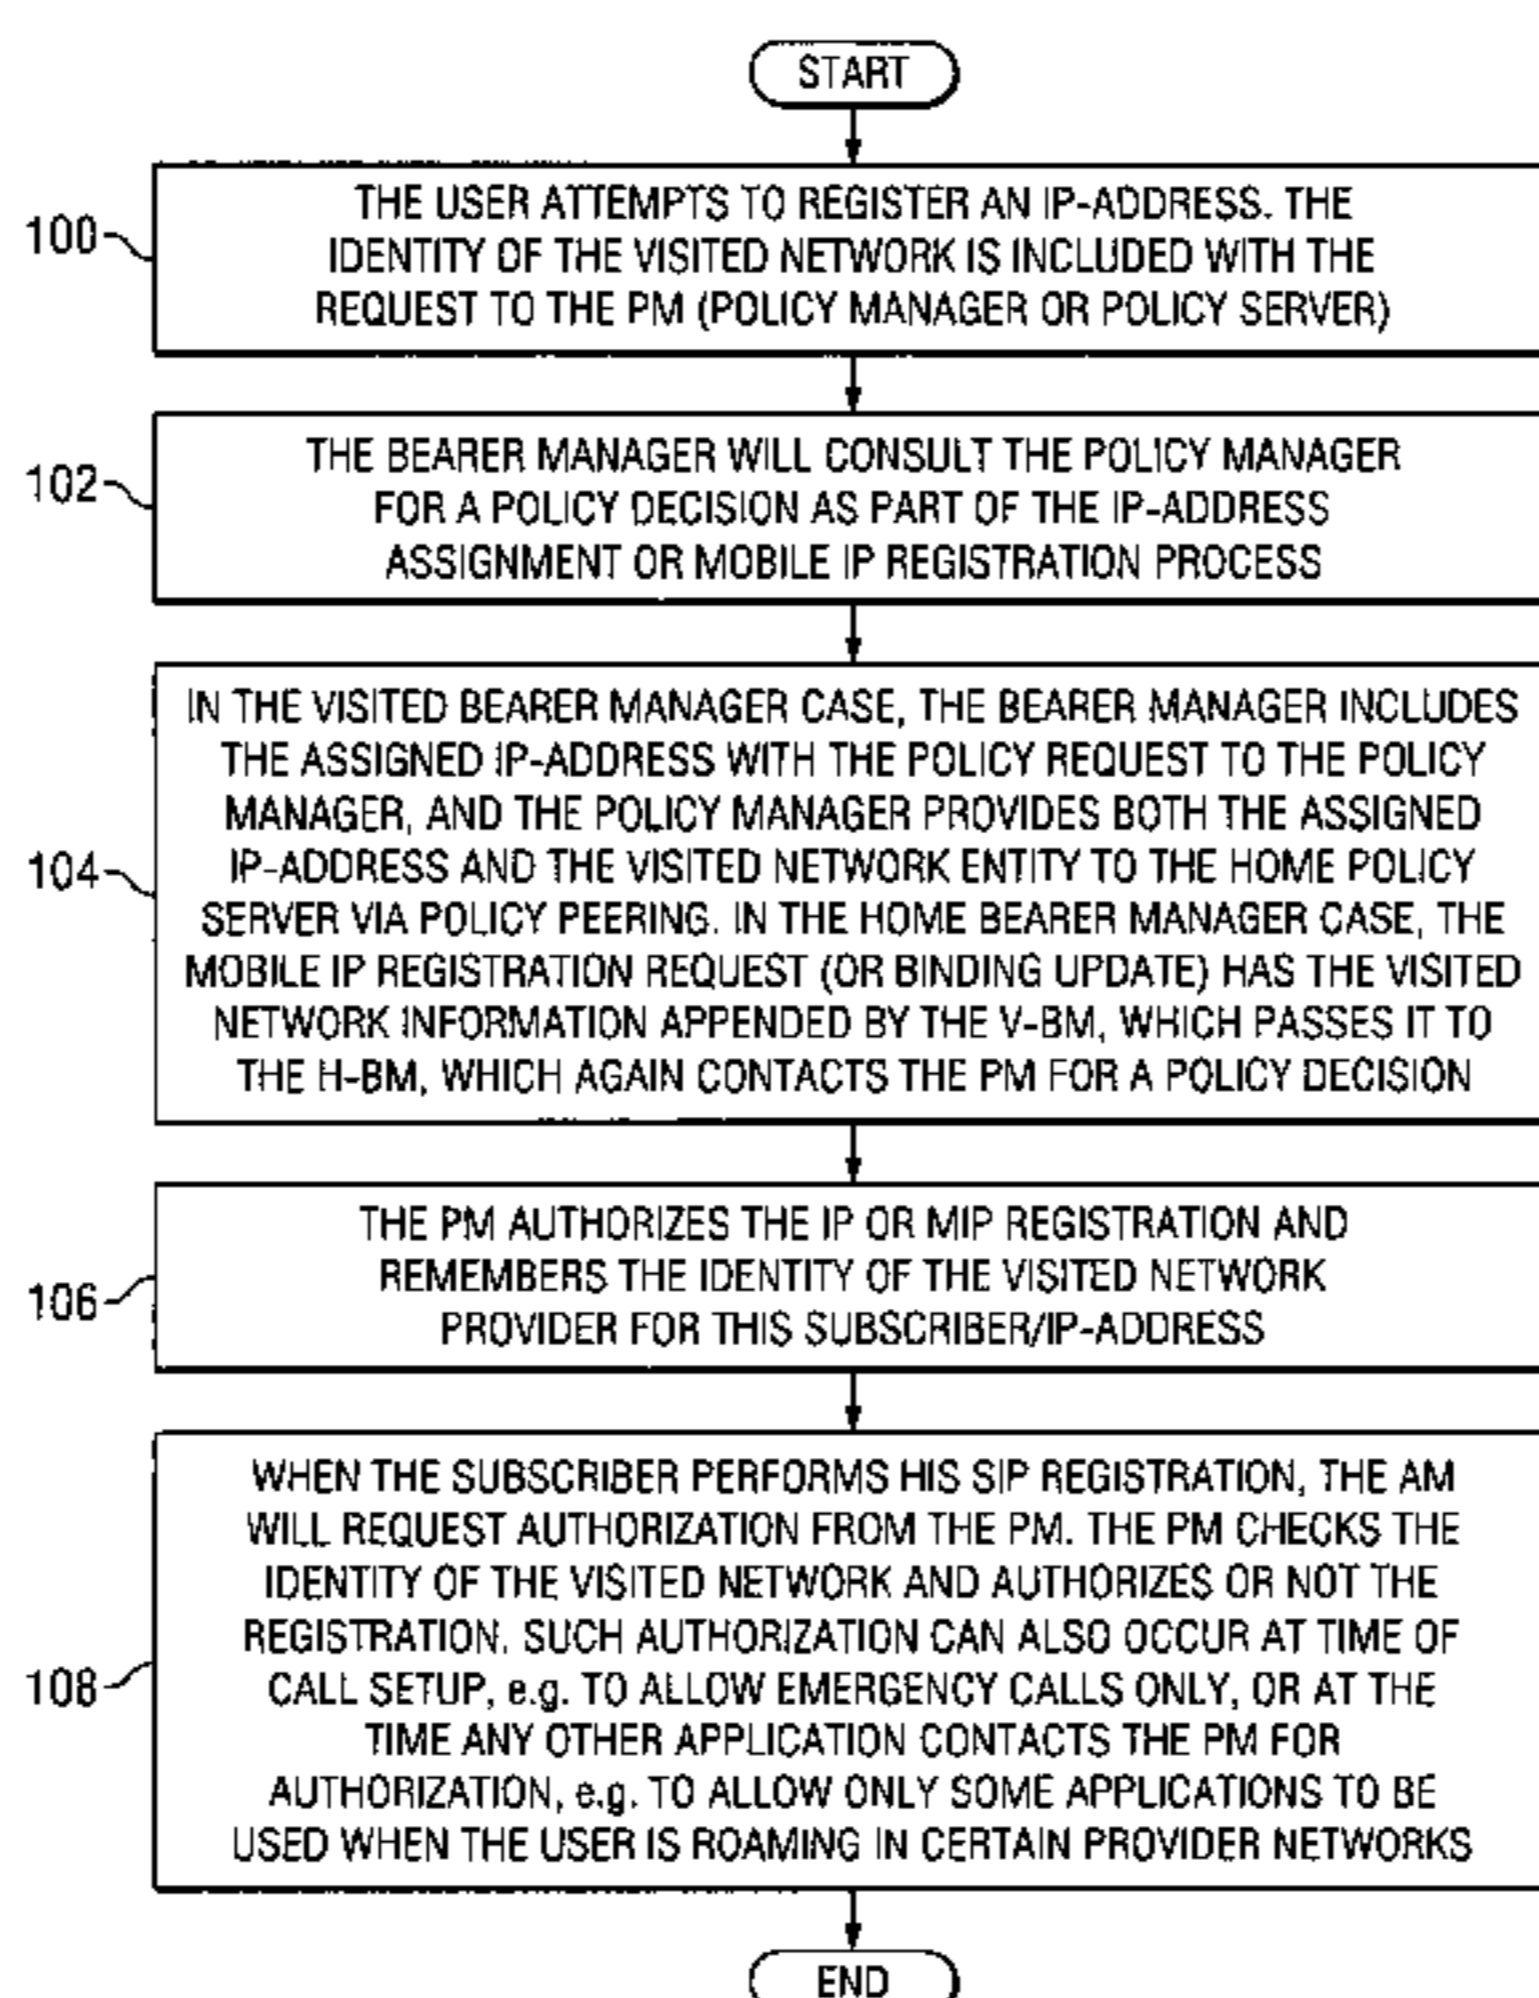 START
100
THE USER ATTEMPTS TO REGISTER AN IP-ADDRESS. THE
IDENTITY OF THE VISITED NETWORK IS INCLUDED WITH THE
REQUEST TO THE PM (POLICY MANAGER OR POLICY SERVER)
102
THE BEARER MANAGER WILL CONSULT THE POLICY MANAGER
FOR A POLICY DECISION AS PART OF THE IP-ADDRESS
ASSIGNMENT OR MOBILE IP REGISTRATION PROCESS
104
IN THE VISITED BEARER MANAGER CASE, THE BEARER MANAGER INCLUDES
THE ASSIGNED IP-ADDRESS WITH THE POLICY REQUEST TO THE POLICY
MANAGER, AND THE POLICY MANAGER PROVIDES BOTH THE ASSIGNED
IP-ADDRESS AND THE VISITED NETWORK ENTITY TO THE HOME POLICY
SERVER VIA POLICY PEERING. IN THE HOME BEARER MANAGER CASE, THE
MOBILE IP REGISTRATION REQUEST (OR BINDING UPDATE) HAS THE VISITED
NETWORK INFORMATION APPENDED BY THE V-BM, WHICH PASSES IT TO
THE H-BM, WHICH AGAIN CONTACTS THE PM FOR A POLICY DECISION
106
THE PM AUTHORIZES THE IP OR MIP REGISTRATION AND
REMEMBERS THE IDENTITY OF THE VISITED NETWORK
PROVIDER FOR THIS SUBSCRIBER/IP-ADDRESS
108
WHEN THE SUBSCRIBER PERFORMS HIS SIP REGISTRATION, THE AM
WILL REQUEST AUTHORIZATION FROM THE PM. THE PM CHECKS THE
IDENTITY OF THE VISITED NETWORK AND AUTHORIZES OR NOT THE
REGISTRATION. SUCH AUTHORIZATION CAN ALSO OCCUR AT TIME OF
CALL SETUP, e.g. TO ALLOW EMERGENCY CALLS ONLY, OR AT THE
TIME ANY OTHER APPLICATION CONTACTS THE PM FOR
AUTHORIZATION, e.g. TO ALLOW ONLY SOME APPLICATIONS TO BE
USED WHEN THE USER IS ROAMING IN CERTAIN PROVIDER NETWORKS
END